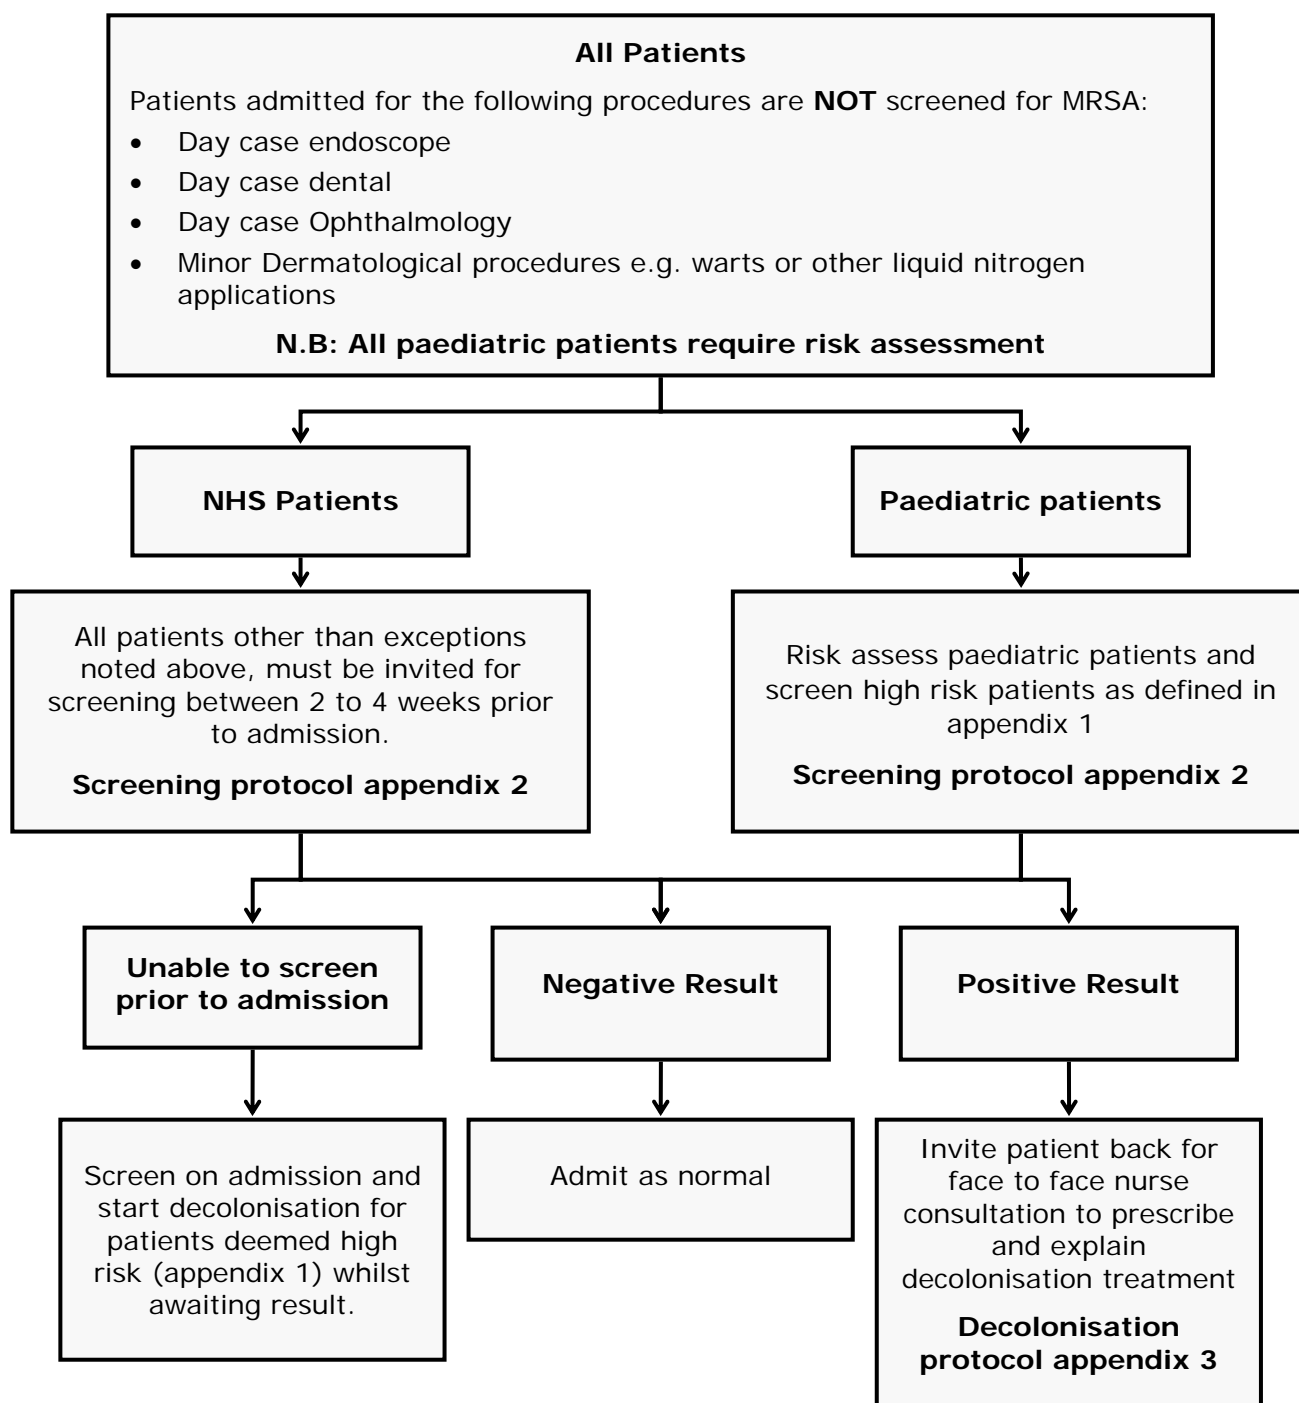 All Patients
Patients admitted for the following procedures are NOT screened for MRSA:
• Day case endoscope
• Day case dental
• Day case Ophthalmology
• Minor Dermatological procedures e.g. warts or other liquid nitrogen
applications
N.B: All paediatric patients require risk assessment
NHS Patients
Paediatric patients
All patients other than exceptions
noted above, must be invited for
screening between 2 to 4 weeks prior
to admission.
Screening protocol appendix 2
Risk assess paediatric patients and
screen high risk patients as defined in
appendix 1
Screening protocol appendix 2
Unable to screen
prior to admission
Negative Result
Positive Result
Screen on admission and
start decolonisation for
patients deemed high
risk (appendix 1) whilst
awaiting result.
Admit as normal
Invite patient back for
face to face nurse
consultation to prescribe
and explain
decolonisation treatment
Decolonisation
protocol appendix 3